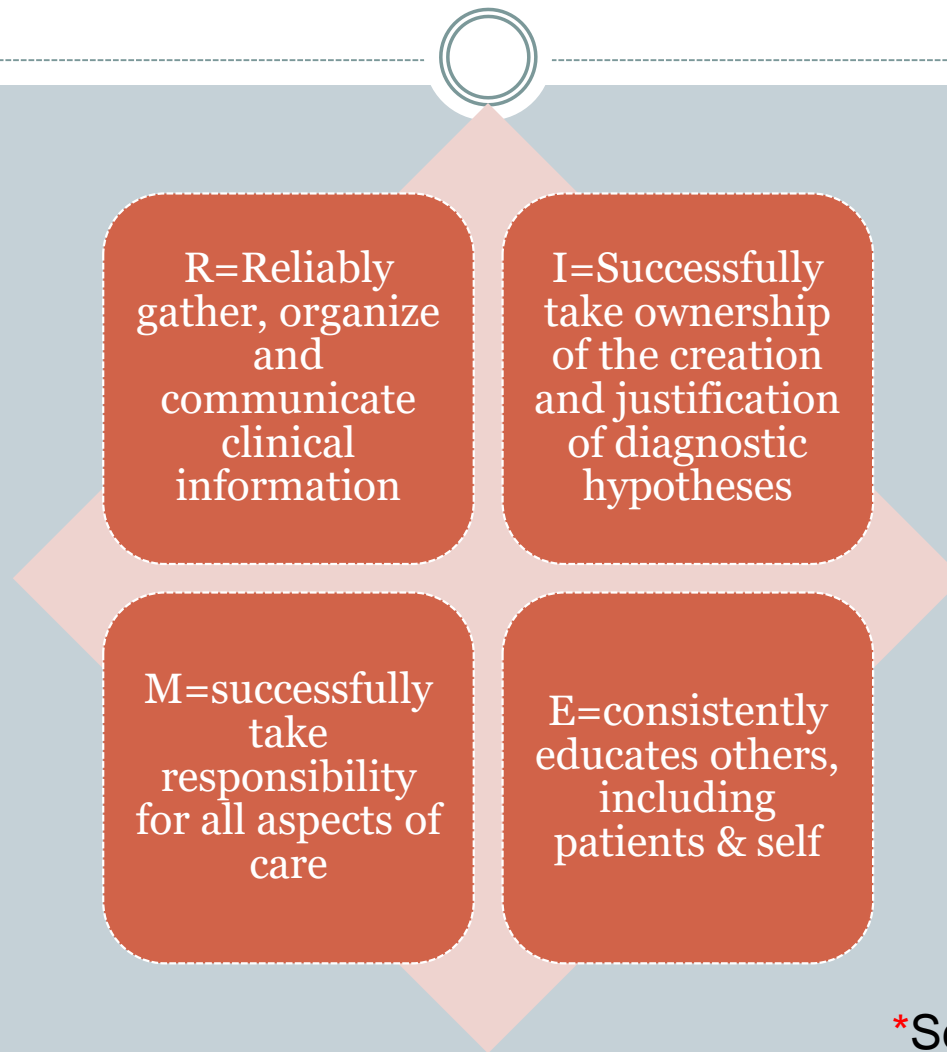 R=Reliably
gather, organize
and
communicate
clinical
information
I=Successfully
take ownership
of the creation
and justification
of diagnostic
hypotheses
M=successfully
take
responsibility
for all aspects of
care
E=consistently
educates others,
including
patients & self